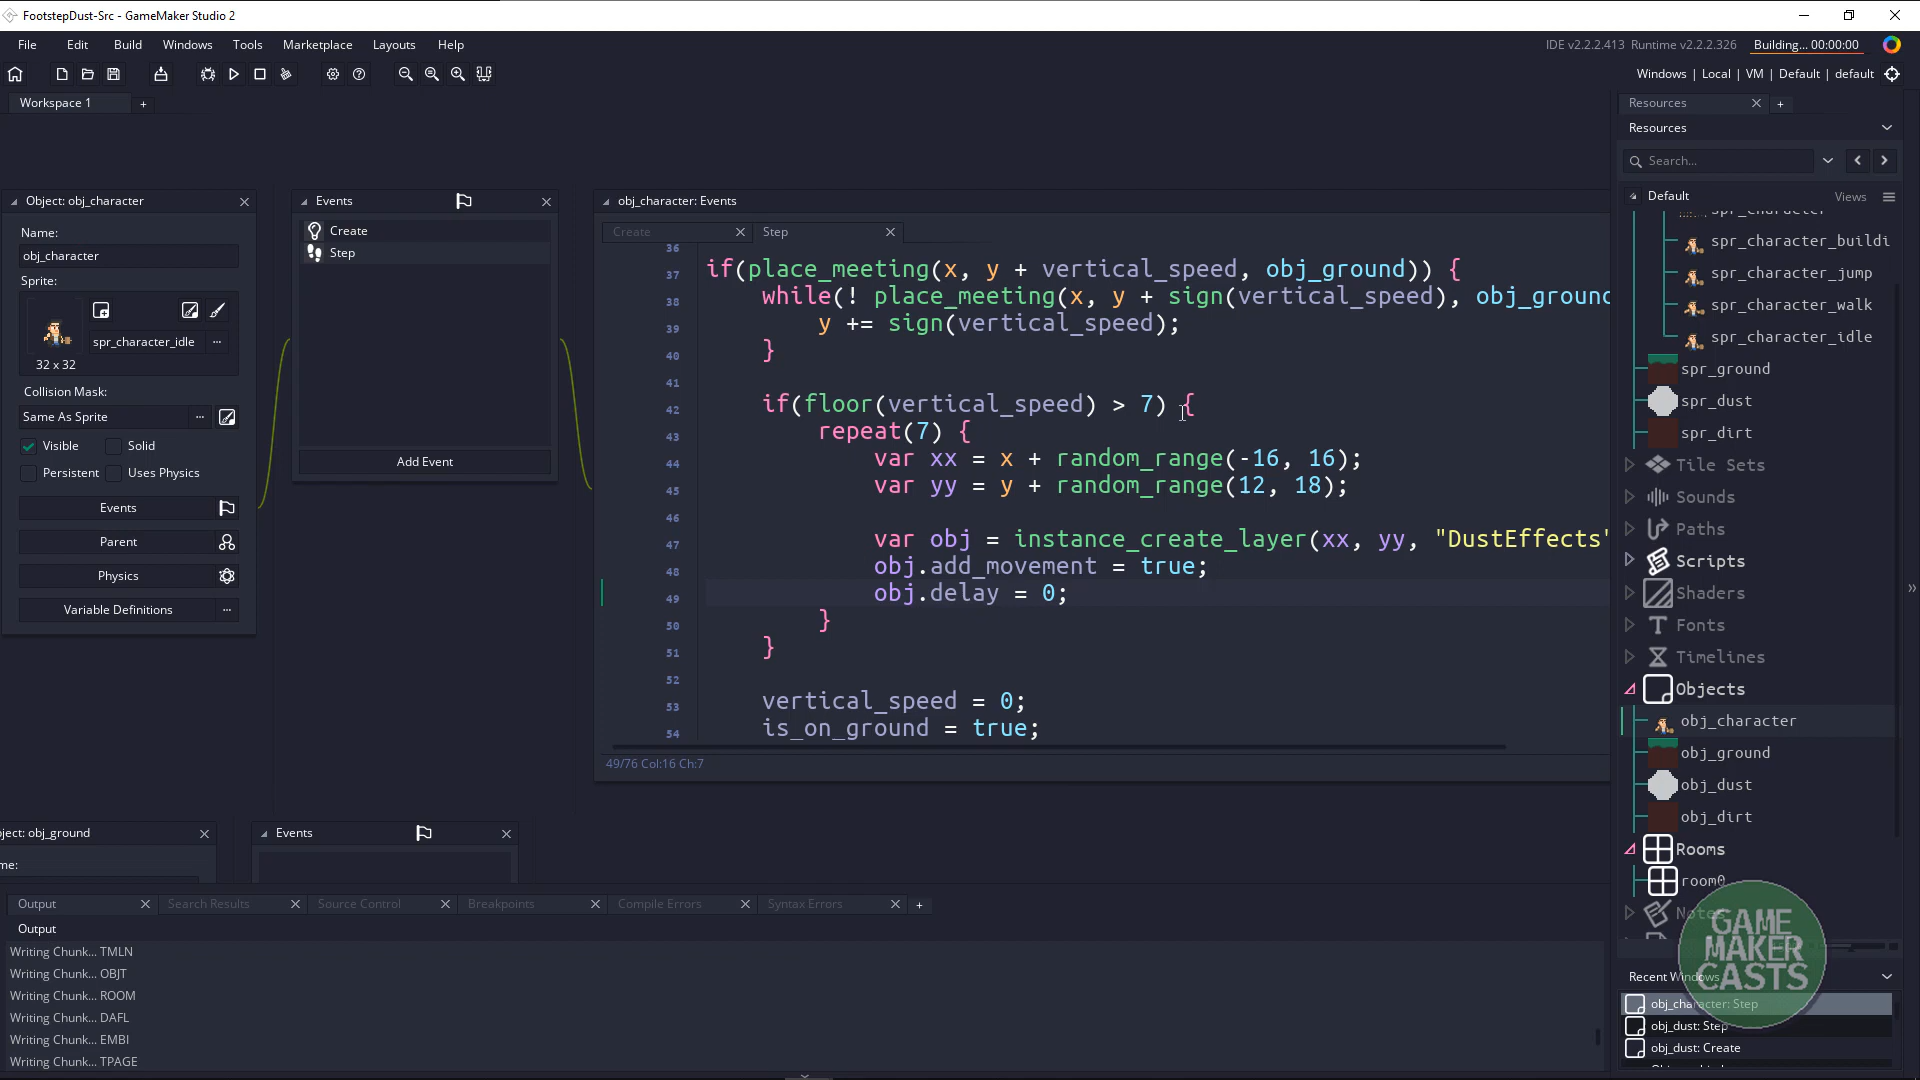 FootstepDust-Src - GameMaker Studio 2
File Edit Build Windows Tools Marketplace Layouts Help
IDE v2.2.2.413 Runtime v2.2.2.326 Building... 00:00:00
Windows | Local | VM | Default | default
Workspace 1
Resources
Resources
Search...
Default Views
spr_character
spr_character_buildi
spr_character_jump
spr_character_walk
spr_character_idle
spr_ground
spr_dust
spr_dirt
Tile Sets
Sounds
Paths
Scripts
Shaders
Fonts
Timelines
Objects
obj_character
obj_ground
obj_dust
obj_dirt
Rooms
room0
Notes
Recent Windows
obj_character: Step
obj_dust: Step
obj_dust: Create
GAME
MAKER
CASTS
Object: obj_character
Name:
obj_character
Sprite:
spr_character_idle
32 x 32
Collision Mask:
Same As Sprite
Visible Solid
Persistent Uses Physics
Events
Parent
Physics
Variable Definitions
Events
Create
Step
Add Event
obj_character: Events
Create Step
36
37 if(place_meeting(x, y + vertical_speed, obj_ground)) {
38 while(! place_meeting(x, y + sign(vertical_speed), obj_ground
39 y += sign(vertical_speed);
40 }
41
42 if(floor(vertical_speed) > 7) {
43 repeat(7) {
44 var xx = x + random_range(-16, 16);
45 var yy = y + random_range(12, 18);
46
47 var obj = instance_create_layer(xx, yy, "DustEffects"
48 obj.add_movement = true;
49 obj.delay = 0;
50 }
51 }
52
53 vertical_speed = 0;
54 is_on_ground = true;
49/76 Col:16 Ch:7
ject: obj_ground
me:
Events
Output Search Results Source Control Breakpoints Compile Errors Syntax Errors
Output
Writing Chunk... TMLN
Writing Chunk... OBJT
Writing Chunk... ROOM
Writing Chunk... DAFL
Writing Chunk... EMBI
Writing Chunk... TPAGE